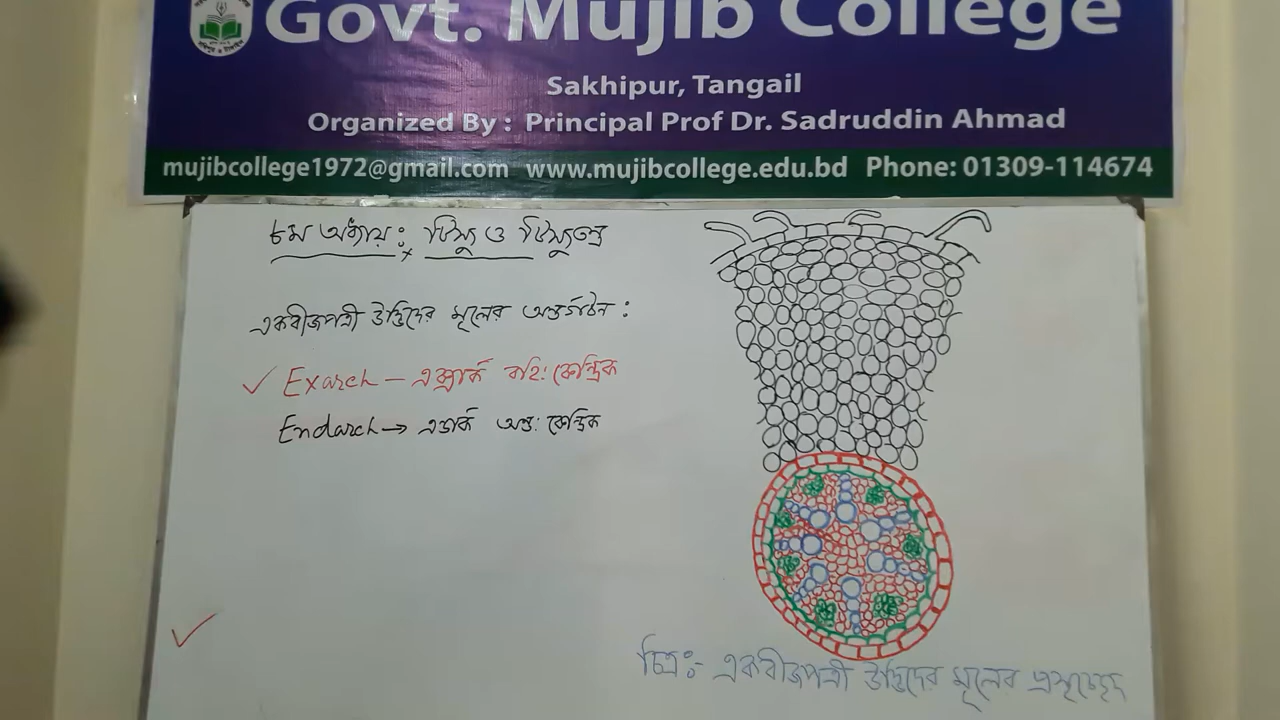 Govt. Mujib College
Sakhipur, Tangail
Organized By : Principal Prof Dr. Sadruddin Ahmad
mujibcollege1972@gmail.com www.mujibcollege.edu.bd Phone: 01309-114674
৮ম অধ্যায় : টিস্যু ও টিস্যুতন্ত্র
একবীজপত্রী উদ্ভিদের মূলের অন্তর্গঠন :
Exarch – এক্সার্ক বহিঃকেন্দ্রিক
Endarch → এন্ডার্ক অন্তঃকেন্দ্রিক
চিত্রঃ- একবীজপত্রী উদ্ভিদের মূলের প্রস্থচ্ছেদ